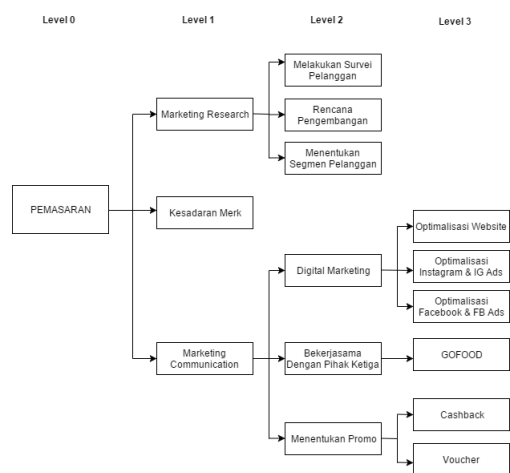 Level 0
Level 1
Level 2
Level 3
Melakukan Survei
Pelanggan
Marketing Research
Rencana
Pengembangan
Menentukan
Segmen Pelanggan
PEMASARAN
Kesadaran Merk
Optimalisasi Website
Digital Marketing
Optimalisasi
Instagram & IG Ads
Optimalisasi
Facebook & FB Ads
Marketing
Communication
Bekerjasama
Dengan Pihak Ketiga
GOFOOD
Cashback
Menentukan Promo
Voucher